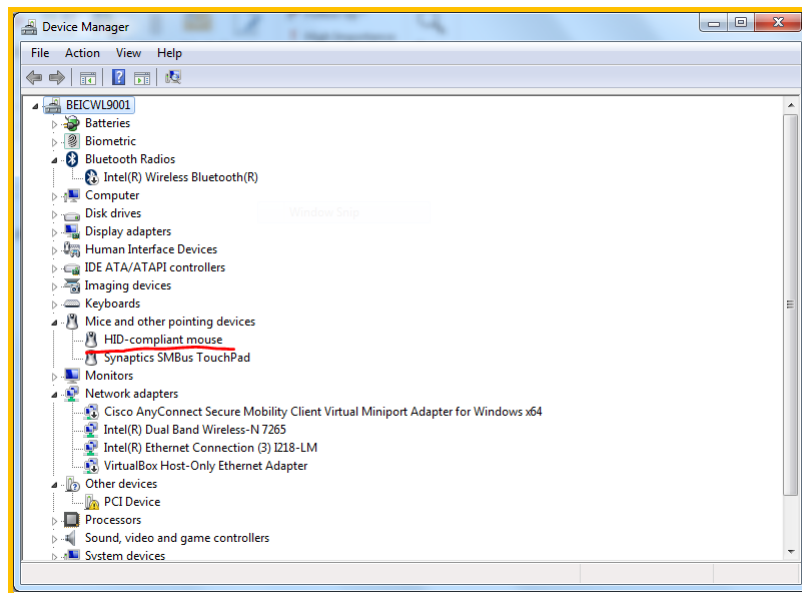 Device Manager
File Action View Help
BEICWL9001
Batteries
Biometric
Bluetooth Radios
Intel(R) Wireless Bluetooth(R)
Computer
Disk drives
Window Snip
Display adapters
Human Interface Devices
IDE ATA/ATAPI controllers
Imaging devices
Keyboards
Mice and other pointing devices
HID-compliant mouse
Synaptics SMBus TouchPad
Monitors
Network adapters
Cisco AnyConnect Secure Mobility Client Virtual Miniport Adapter for Windows x64
Intel(R) Dual Band Wireless-N 7265
Intel(R) Ethernet Connection (3) I218-LM
VirtualBox Host-Only Ethernet Adapter
Other devices
PCI Device
Processors
Sound, video and game controllers
System devices